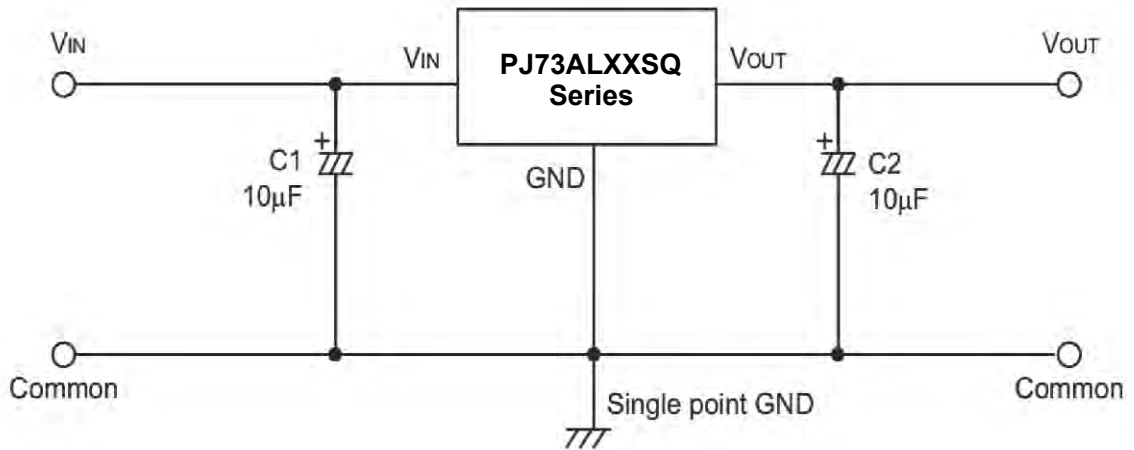 VIN
VIN
PJ73ALXXSQ
Series
VOUT
VOUT
+
C1
10μF
GND
+
C2
10μF
Common
Single point GND
Common